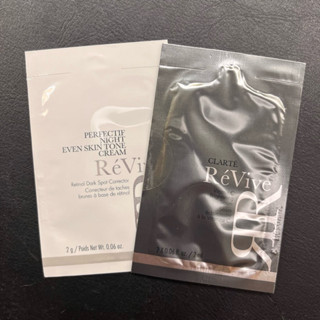 PERFECTIF
NIGHT
EVEN SKIN TONE
CREAM
RéVive
Retinol Dark Spot Corrector
Correcteur de taches
brunes à base de rétinol
2 g / Poids Net Wt. 0.06 oz
CLARTÉ
RéVive
R